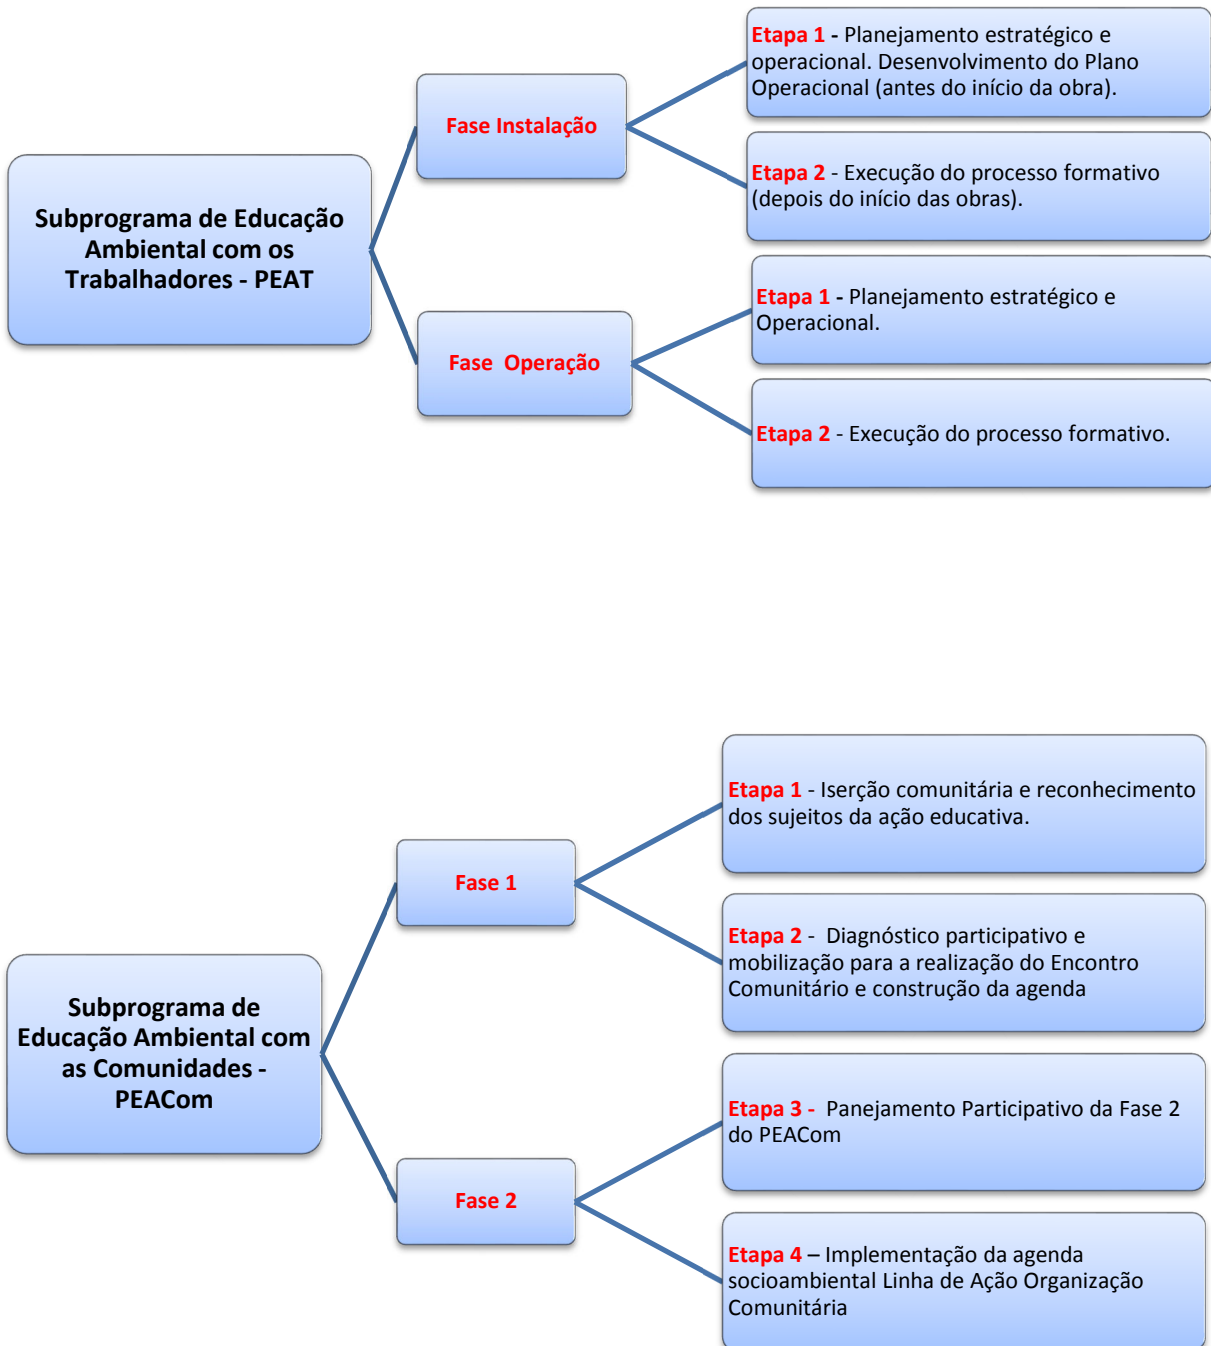 Subprograma de Educação
Ambiental com os
Trabalhadores - PEAT
Fase Instalação
Etapa 1 - Planejamento estratégico e
operacional. Desenvolvimento do Plano
Operacional (antes do início da obra).
Etapa 2 - Execução do processo formativo
(depois do início das obras).
Fase Operação
Etapa 1 - Planejamento estratégico e
Operacional.
Etapa 2 - Execução do processo formativo.
Subprograma de
Educação Ambiental com
as Comunidades -
PEACom
Fase 1
Etapa 1 - Iserção comunitária e reconhecimento
dos sujeitos da ação educativa.
Etapa 2 - Diagnóstico participativo e
mobilização para a realização do Encontro
Comunitário e construção da agenda
Fase 2
Etapa 3 - Panejamento Participativo da Fase 2
do PEACom
Etapa 4 – Implementação da agenda
socioambiental Linha de Ação Organização
Comunitária